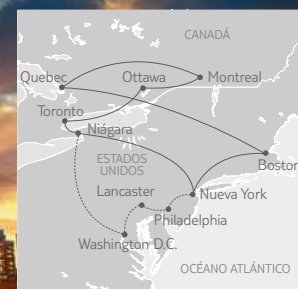 CANADÁ
Quebec
Ottawa
Montreal
Toronto
Niágara
ESTADOS
UNIDOS
Boston
Lancaster
Nueva York
Philadelphia
Washington D.C.
OCÉANO ATLÁNTICO